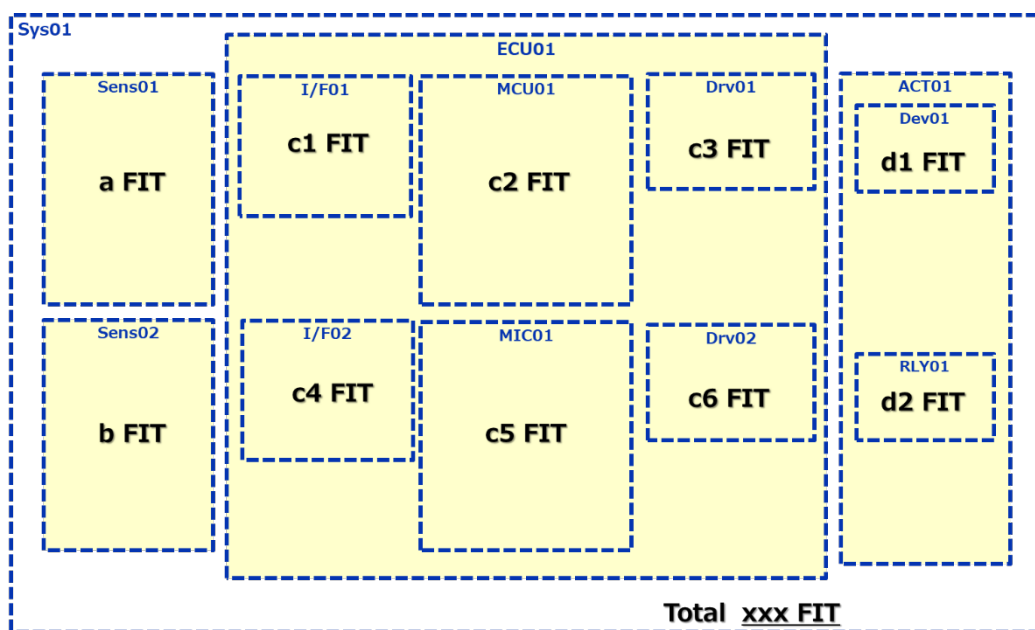 Sys01
ECU01
Sens01
a FIT
I/F01
c1 FIT
MCU01
c2 FIT
Drv01
c3 FIT
ACT01
Dev01
d1 FIT
Sens02
b FIT
I/F02
c4 FIT
MIC01
c5 FIT
Drv02
c6 FIT
RLY01
d2 FIT
Total xxx FIT